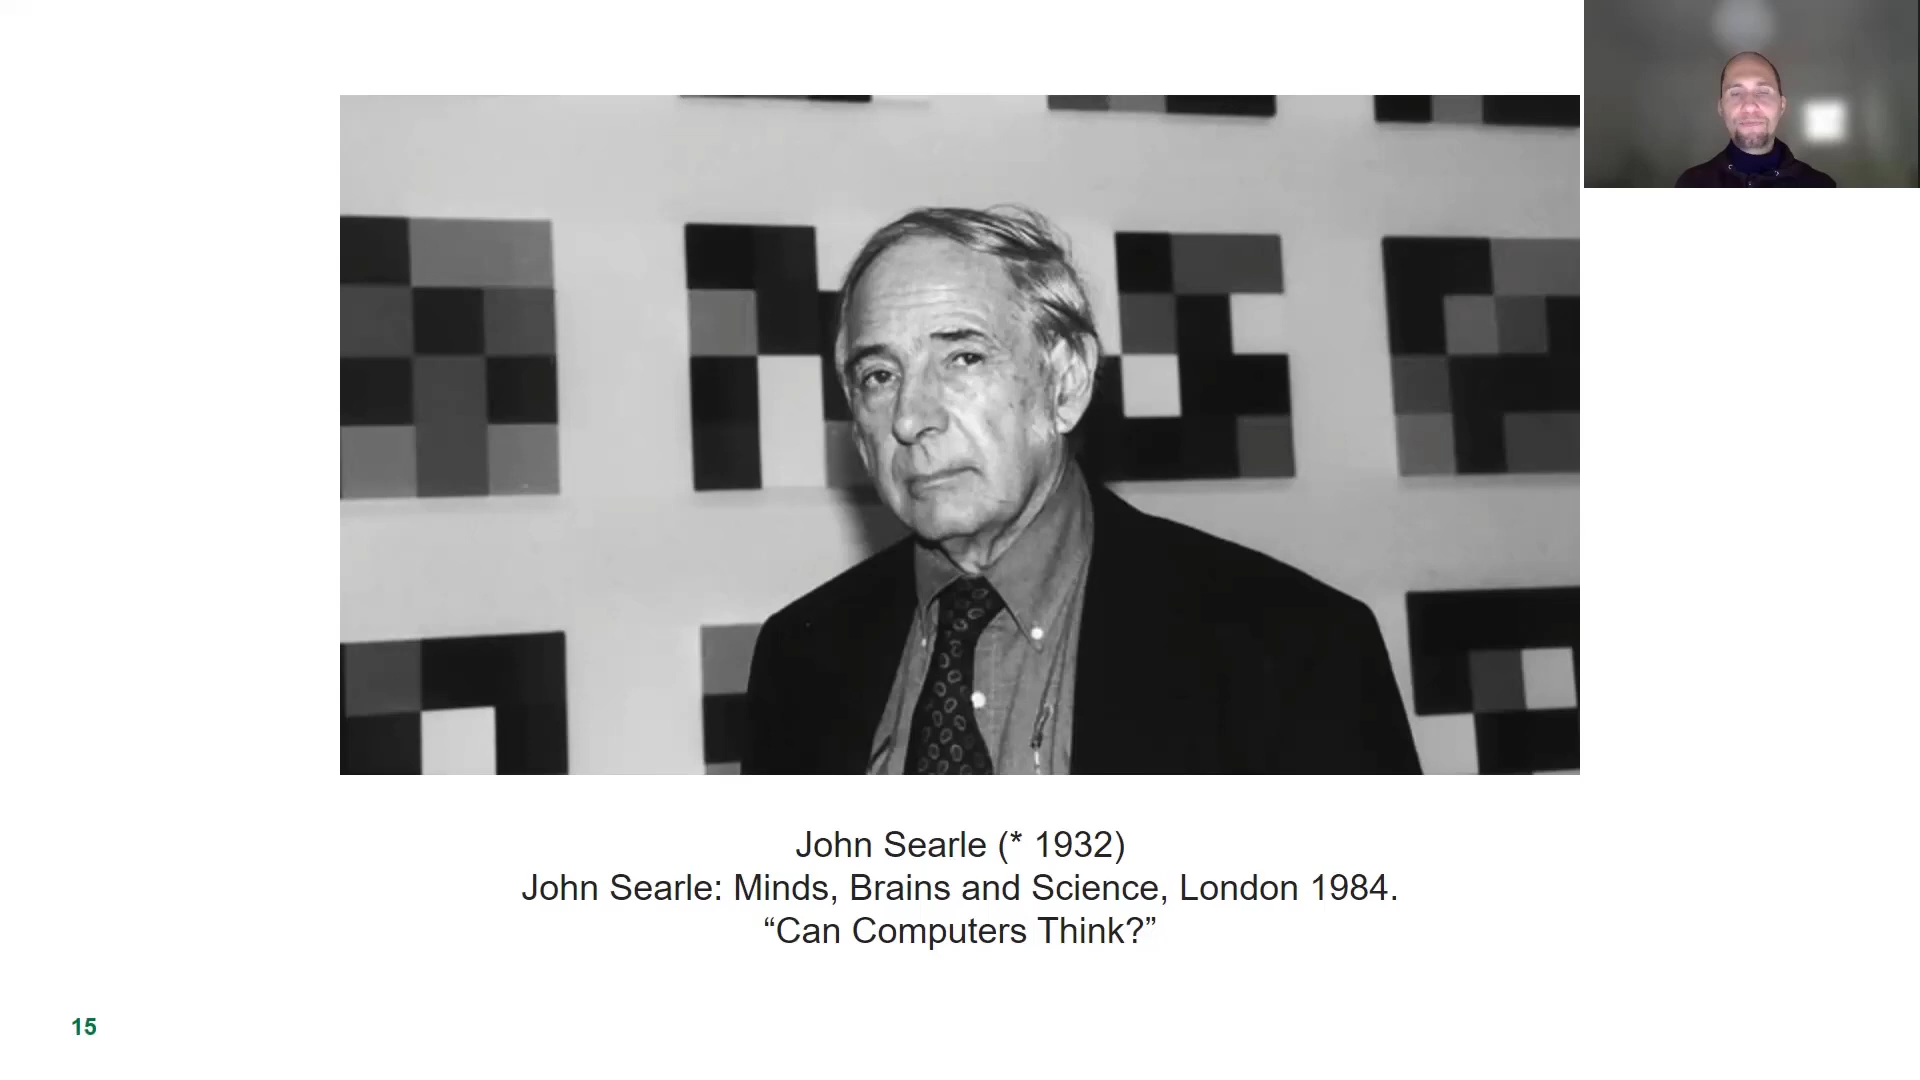 John Searle (* 1932)
John Searle: Minds, Brains and Science, London 1984.
“Can Computers Think?”
15